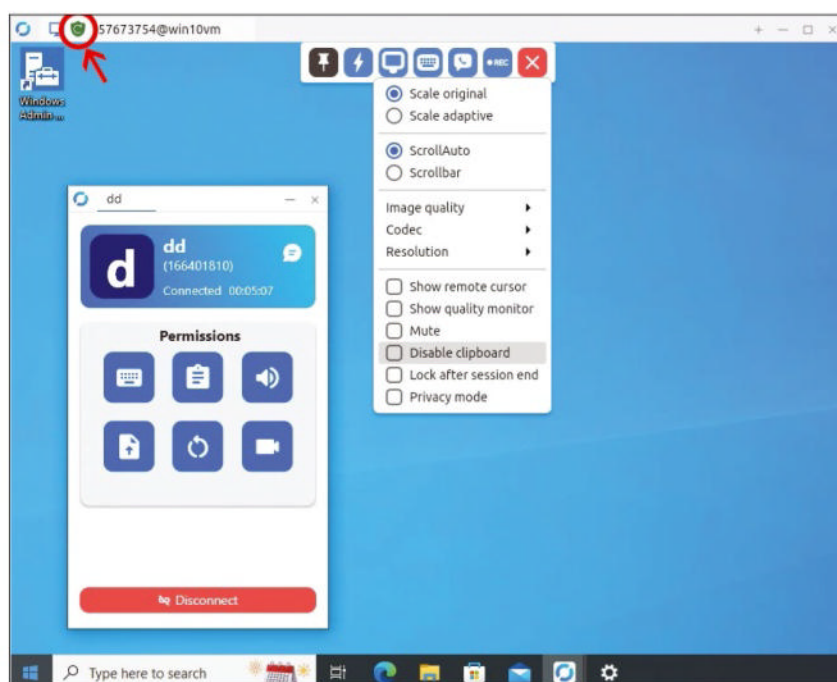 57673754@win10vm
Windows
Admin ...
REC
Scale original
Scale adaptive
ScrollAuto
Scrollbar
Image quality
Codec
Resolution
Show remote cursor
Show quality monitor
Mute
Disable clipboard
Lock after session end
Privacy mode
dd
d
dd
(166401810)
Connected 00:05:07
Permissions
Disconnect
Type here to search